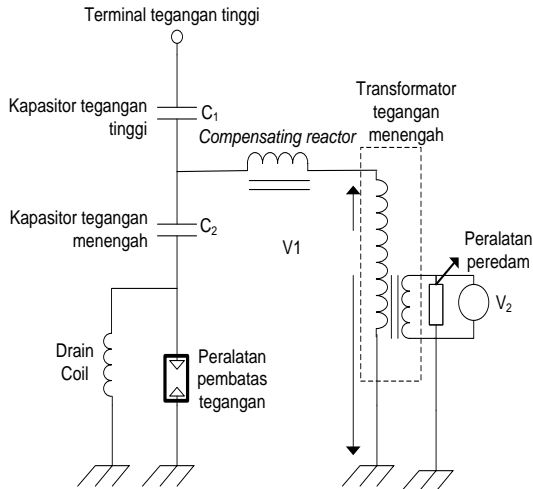 Terminal tegangan tinggi
Kapasitor tegangan
tinggi
C1
Compensating reactor
Transformator
tegangan
menengah
Kapasitor tegangan
menengah
C2
V1
Peralatan
peredam
V2
Drain
Coil
Peralatan
pembatas
tegangan